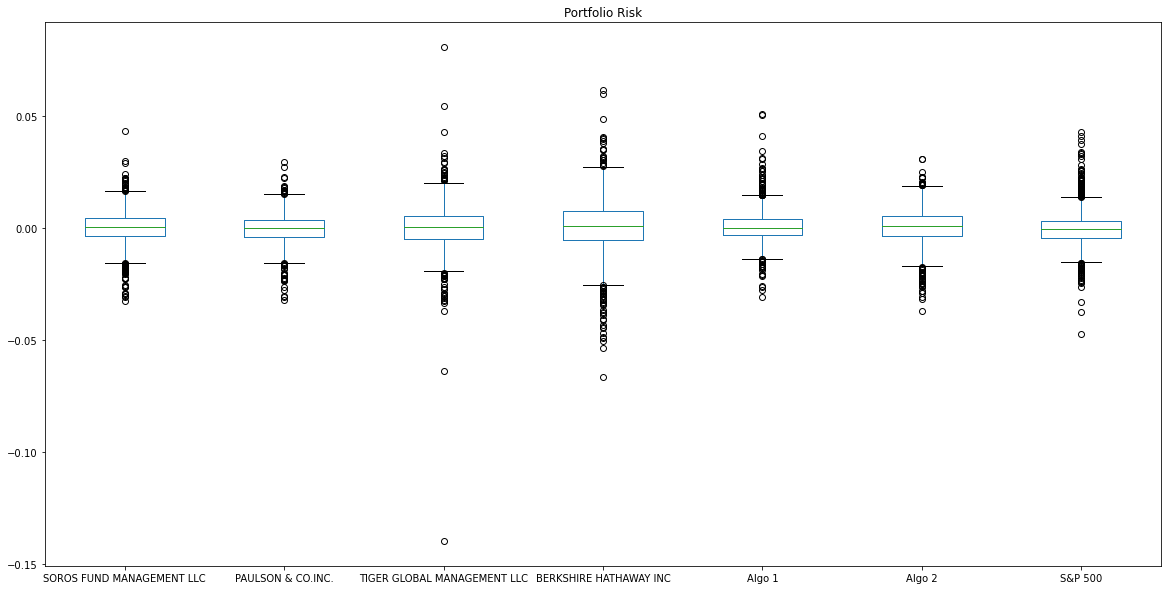 Portfolio Risk
0.05
0.00
−0.05
−0.10
−0.15
SOROS FUND MANAGEMENT LLC
PAULSON & CO.INC.
TIGER GLOBAL MANAGEMENT LLC
BERKSHIRE HATHAWAY INC
Algo 1
Algo 2
S&P 500